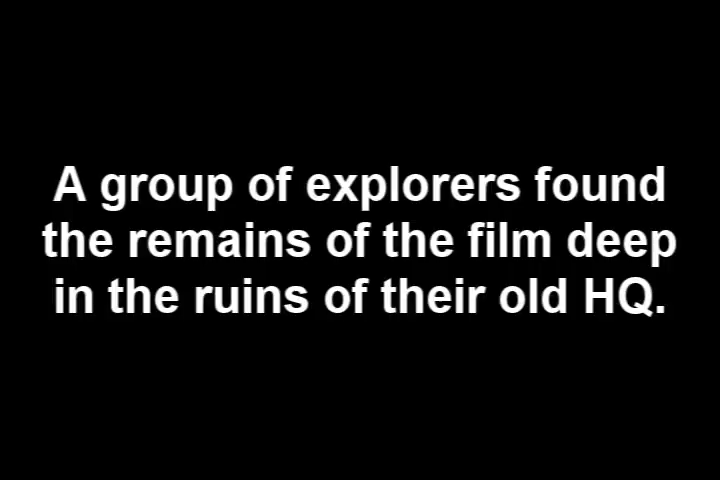 A group of explorers found
the remains of the film deep
in the ruins of their old HQ.